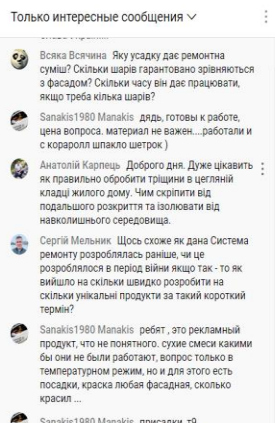 Только интересные сообщения
Всяка Всячина Яку усадку дає ремонтна
суміш? Скільки шарів гарантовано зрівняються
з фасадом? Скільки часу він дає працювати,
якщо треба кілька шарів?
Sanakis1980 Manakis дядь, готовы к работе,
цена вопроса. материал не важен....работали и
с кораролл шпакло шетрок )
Анатолій Карпець Доброго дня. Дуже цікавить
як правильно обробити тріщини в цегляній
кладці жилого дому. Чим скріпити від
подальшого розкриття та ізолювати від
навколишнього середовища.
Сергій Мельник Щось схоже як дана Система
ремонту розроблялась раніше, чи це
розроблялося в період війни якщо так - то як
вийшло на скільки швидко розробити на
скільки унікальні продукти за такий короткий
термін?
Sanakis1980 Manakis ребят , это рекламный
продукт, что не понятного. сухие смеси какими
бы они не были работают, вопрос только в
температурном режим, но и для этого есть
посадки, краска любая фасадная, сколько
красил ...
Sanakis1980 Manakis присадки, т9